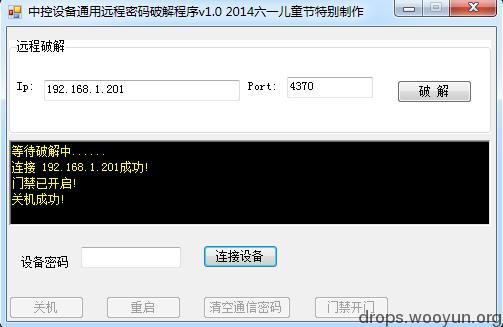 中控设备通用远程密码破解程序v1.0 2014六一儿童节特别制作
远程破解
Ip: 192.168.1.201 Port: 4370 破 解
等待破解中......
连接 192.168.1.201成功!
门禁已开启!
关机成功!
设备密码 连接设备
关机 重启 清空通信密码 门禁开门
drops.wooyun.org